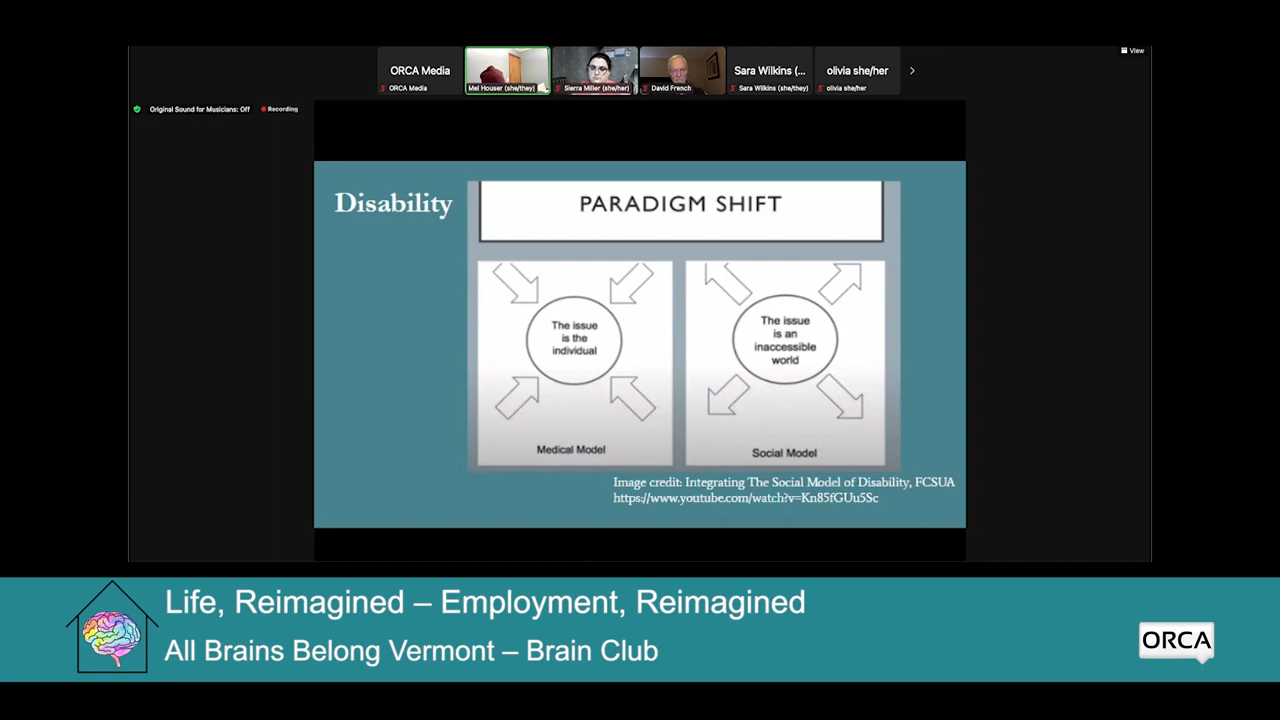 View
ORCA Media
Sara Wilkins (...
olivia she/her
ORCA Media
Mel Houser (she/they)
Sierra Miller (she/her)
David French
Sara Wilkins (she/they)
olivia she/her
Original Sound for Musicians: Off
Recording
Disability
PARADIGM SHIFT
The issue
is the
individual
Medical Model
The issue
is an
inaccessible
world
Social Model
Image credit: Integrating The Social Model of Disability, FCSUA
https://www.youtube.com/watch?v=Kn85fGUu5Sc
Life, Reimagined – Employment, Reimagined
All Brains Belong Vermont – Brain Club
ORCA